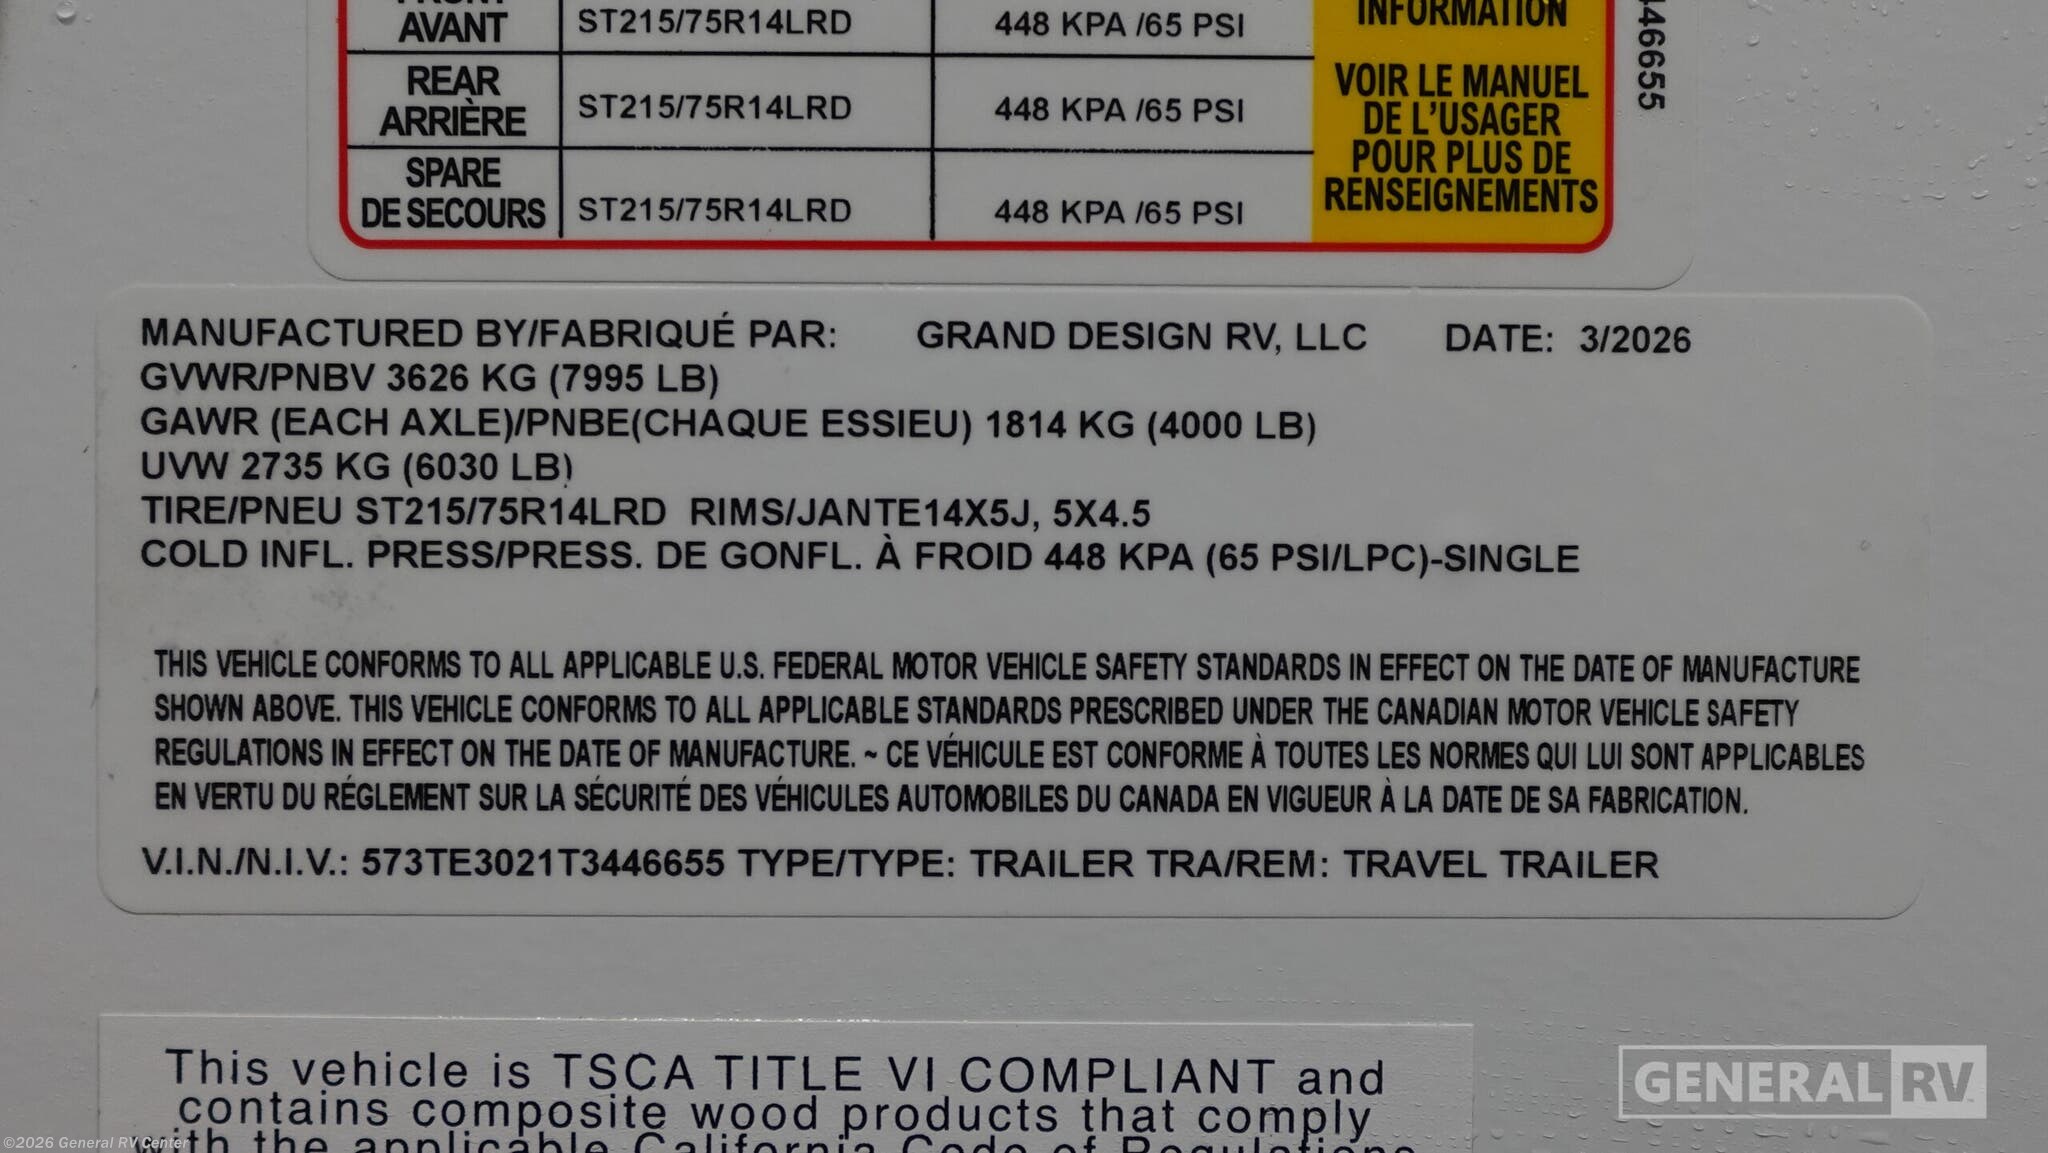 FRONT
AVANT ST215/75R14LRD 448 KPA /65 PSI
INFORMATION
REAR
ARRIÈRE ST215/75R14LRD 448 KPA /65 PSI
SPARE
DE SECOURS ST215/75R14LRD 448 KPA /65 PSI
VOIR LE MANUEL
DE L'USAGER
POUR PLUS DE
RENSEIGNEMENTS
446655
MANUFACTURED BY/FABRIQUÉ PAR: GRAND DESIGN RV, LLC DATE: 3/2026
GVWR/PNBV 3626 KG (7995 LB)
GAWR (EACH AXLE)/PNBE(CHAQUE ESSIEU) 1814 KG (4000 LB)
UVW 2735 KG (6030 LB)
TIRE/PNEU ST215/75R14LRD RIMS/JANTE14X5J, 5X4.5
COLD INFL. PRESS/PRESS. DE GONFL. À FROID 448 KPA (65 PSI/LPC)-SINGLE
THIS VEHICLE CONFORMS TO ALL APPLICABLE U.S. FEDERAL MOTOR VEHICLE SAFETY STANDARDS IN EFFECT ON THE DATE OF MANUFACTURE
SHOWN ABOVE. THIS VEHICLE CONFORMS TO ALL APPLICABLE STANDARDS PRESCRIBED UNDER THE CANADIAN MOTOR VEHICLE SAFETY
REGULATIONS IN EFFECT ON THE DATE OF MANUFACTURE. ~ CE VÉHICULE EST CONFORME À TOUTES LES NORMES QUI LUI SONT APPLICABLES
EN VERTU DU RÉGLEMENT SUR LA SÉCURITÉ DES VÉHICULES AUTOMOBILES DU CANADA EN VIGUEUR À LA DATE DE SA FABRICATION.
V.I.N./N.I.V.: 573TE3021T3446655 TYPE/TYPE: TRAILER TRA/REM: TRAVEL TRAILER
This vehicle is TSCA TITLE VI COMPLIANT and
contains composite wood products that comply
with the applicable California Code of Regulations
GENERAL RV
©2026 General RV Center